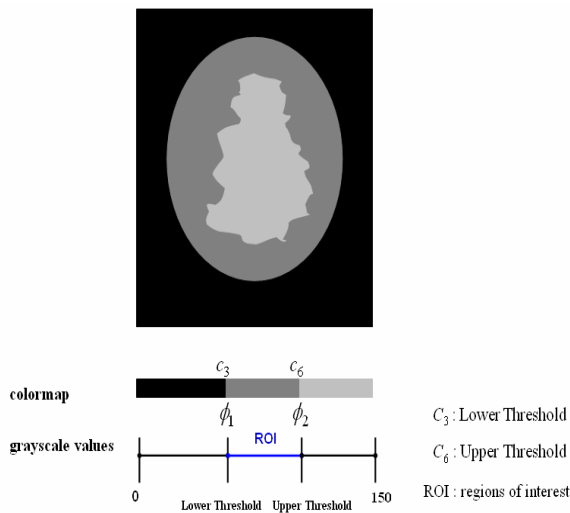 c₃ c₆
colormap
ϕ₁ ϕ₂
C₃ : Lower Threshold
grayscale values
ROI
C₆ : Upper Threshold
0 Lower Threshold Upper Threshold 150
ROI : regions of interest